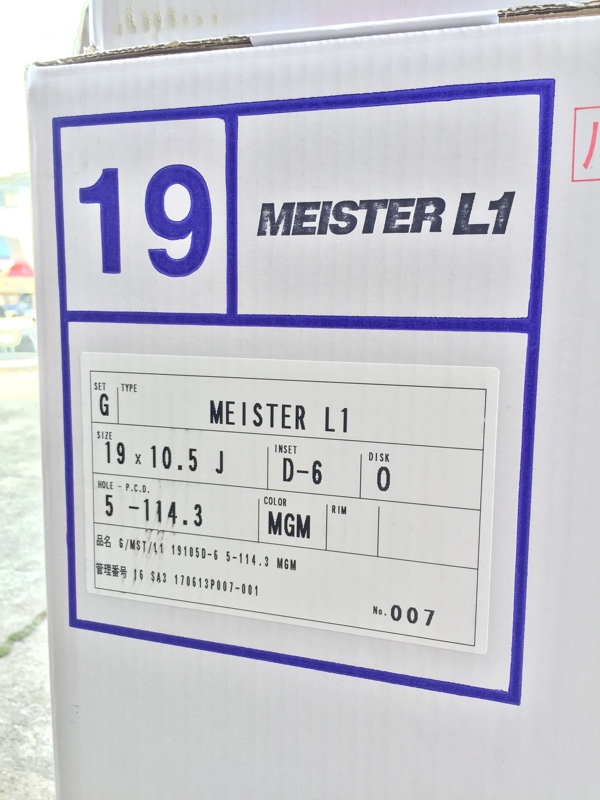 19
MEISTER L1
SET TYPE
G MEISTER L1
SIZE INSET DISK
19 x 10.5 J D-6 O
HOLE - P.C.D. COLOR RIM
5 -114.3 MGM
品名 G/MST/L1 19105D-6 5-114.3 MGM
管理番号 16 SA3 170613P007-001
No. 007